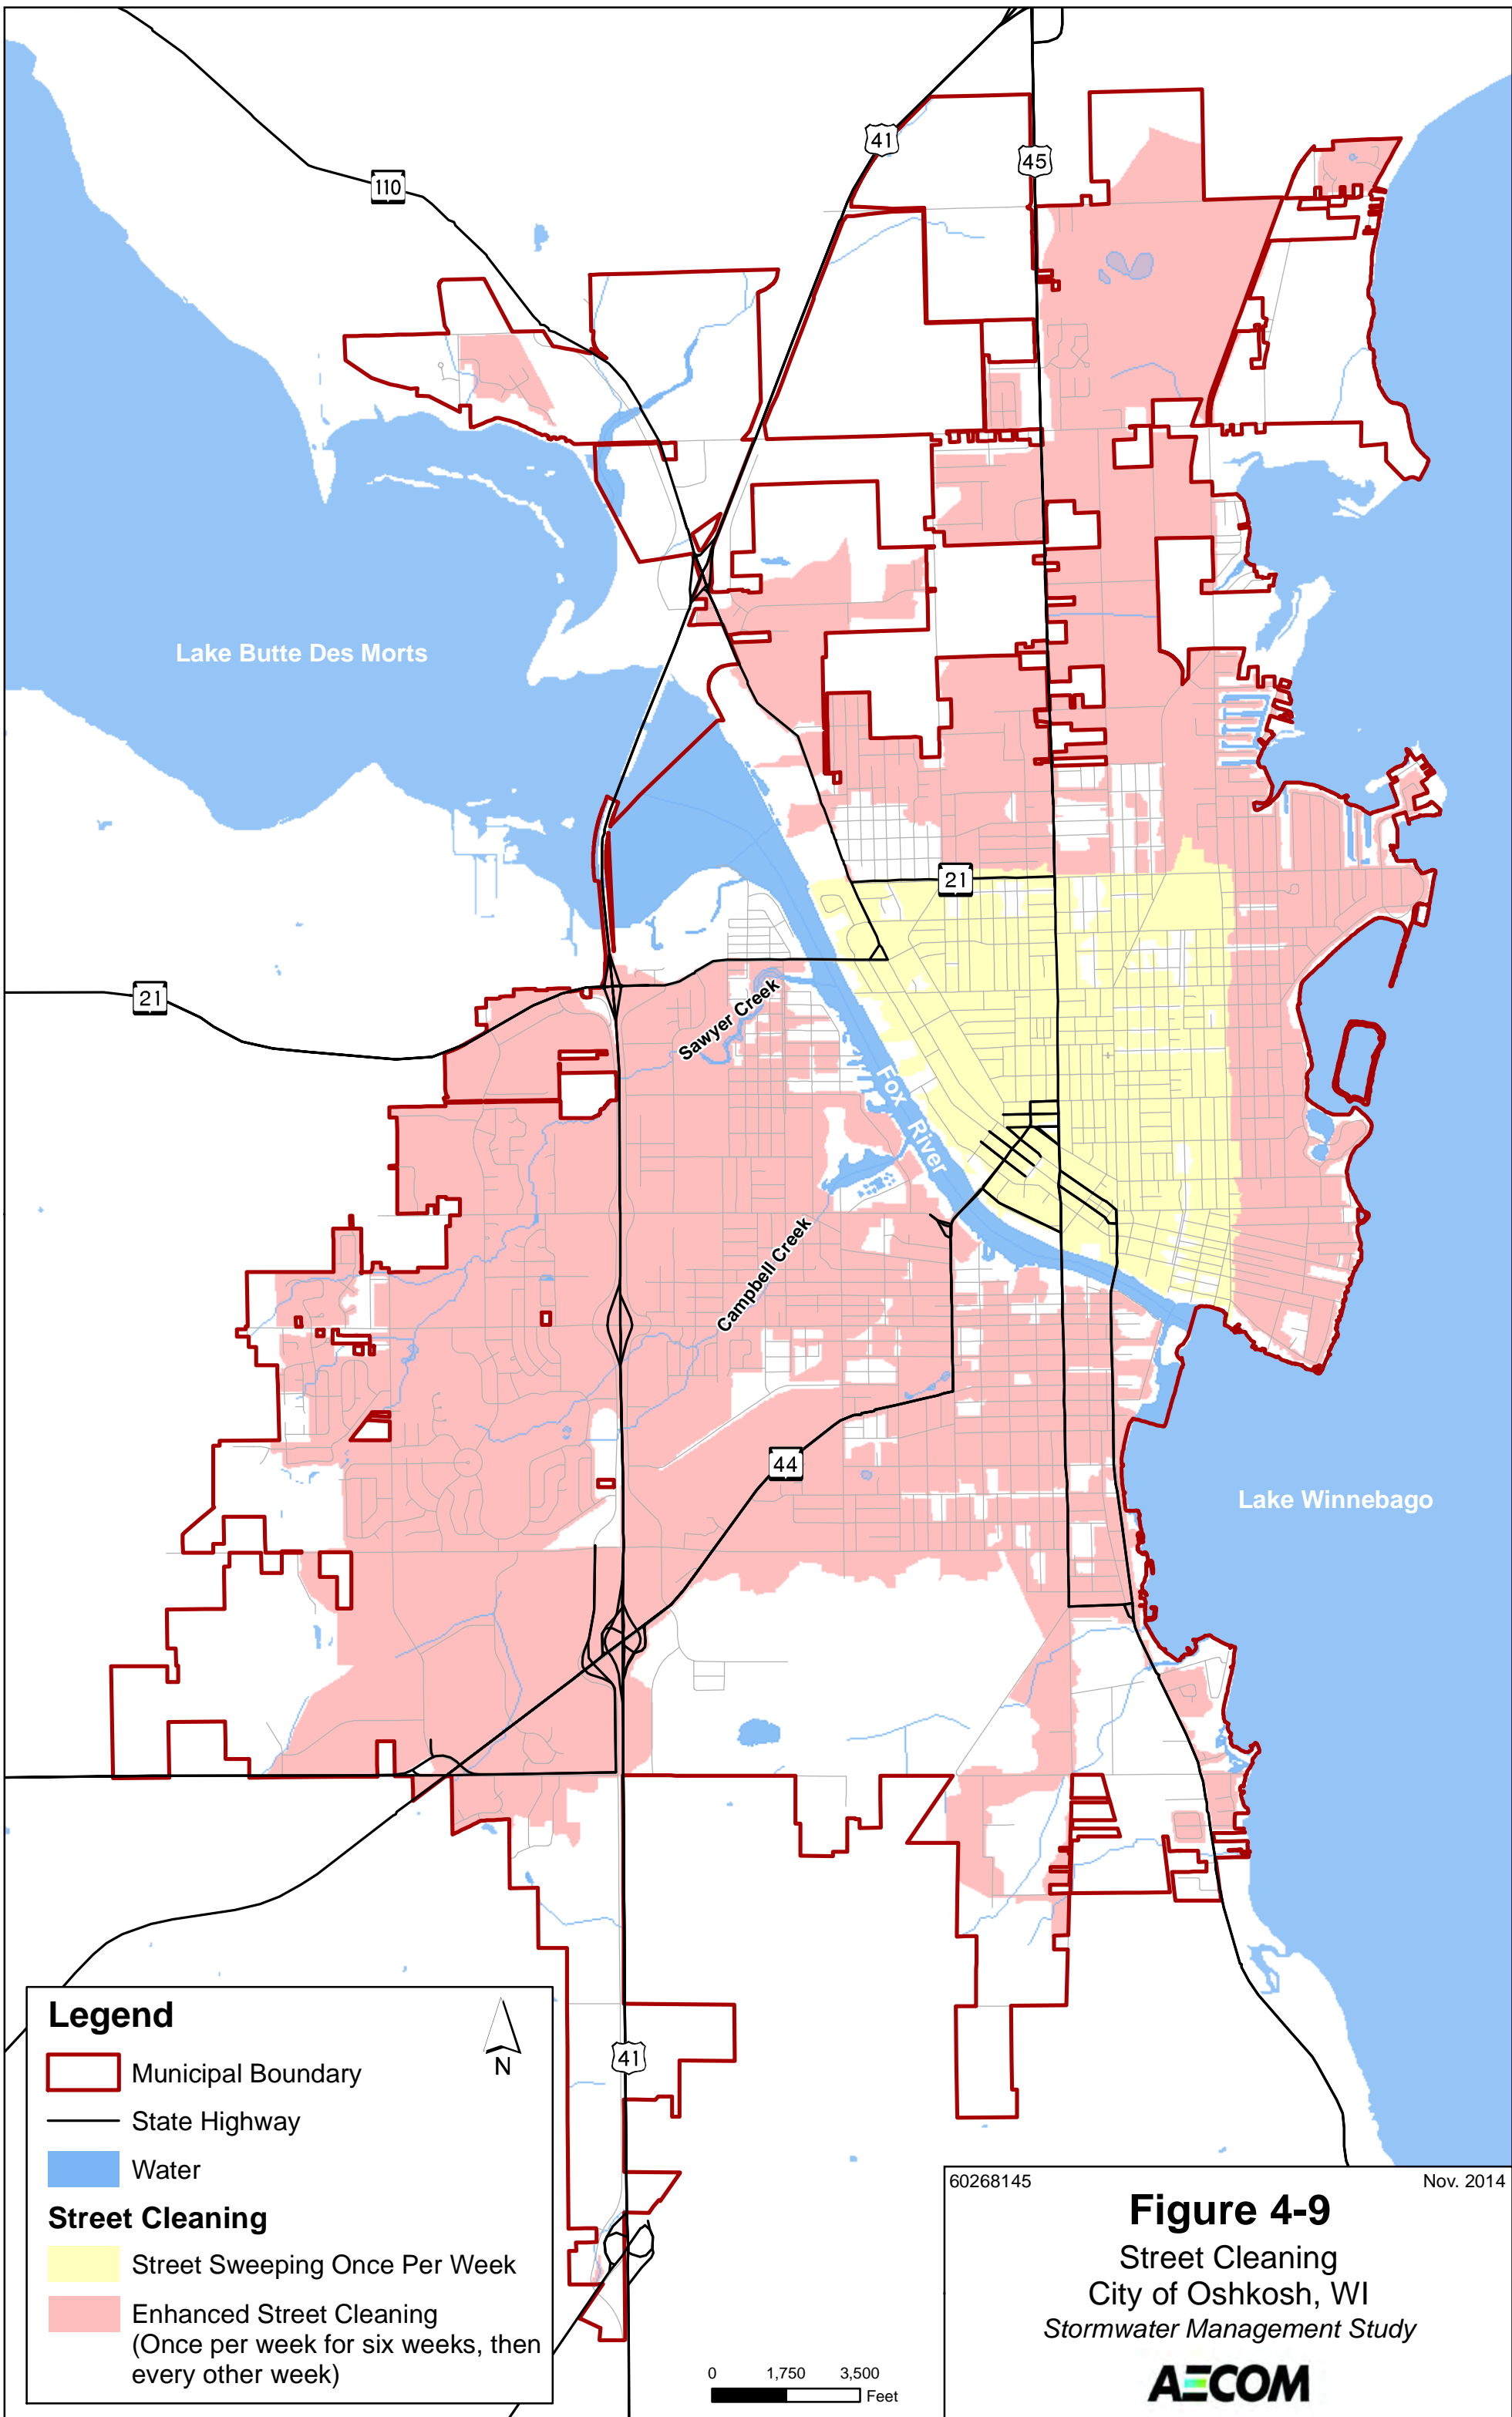 41
45
110
Lake Butte Des Morts
21
21
Sawyer Creek
Fox River
Campbell Creek
44
Lake Winnebago
41
Legend
N
Municipal Boundary
State Highway
Water
Street Cleaning
Street Sweeping Once Per Week
Enhanced Street Cleaning
(Once per week for six weeks, then
every other week)
0 1,750 3,500
Feet
60268145 Nov. 2014
Figure 4-9
Street Cleaning
City of Oshkosh, WI
Stormwater Management Study
AECOM